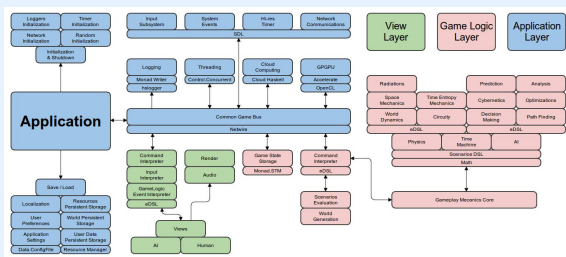 Loggers Initialization
Timer Initialization
Network Initialization
Random Initialization
Initialization & Shutdown
Application
Save / Load
Localization
Resources Persistent Storage
User Preferences
World Persistent Storage
Application Settings
User Data Persistent Storage
Data.ConfigFile
Resource Manager
Input Subsystem
System Events
Hi-res Timer
Network Communications
SDL
Logging
Monad Writer
hslogger
Threading
Control.Concurrent
Cloud Computing
Cloud Haskell
GPGPU
Accelerate
OpenCL
Common Game Bus
Netwire
Command Interpreter
Input Interpreter
GameLogic Event Interpreter
eDSL
Render
Audio
Views
AI
Human
Game State Storage
Monad.STM
Command Interpreter
eDSL
Scenarios Evaluation
World Generation
View Layer
Game Logic Layer
Application Layer
Radiations
Space Mechanics
Time Entropy Mechanics
World Dynamics
Circuity
eDSL
Prediction
Analysis
Cybernetics
Optimizations
Decision Making
Path Finding
eDSL
Physics
Time Machine
AI
Scenarios DSL
Math
Gameplay Mecanics Core